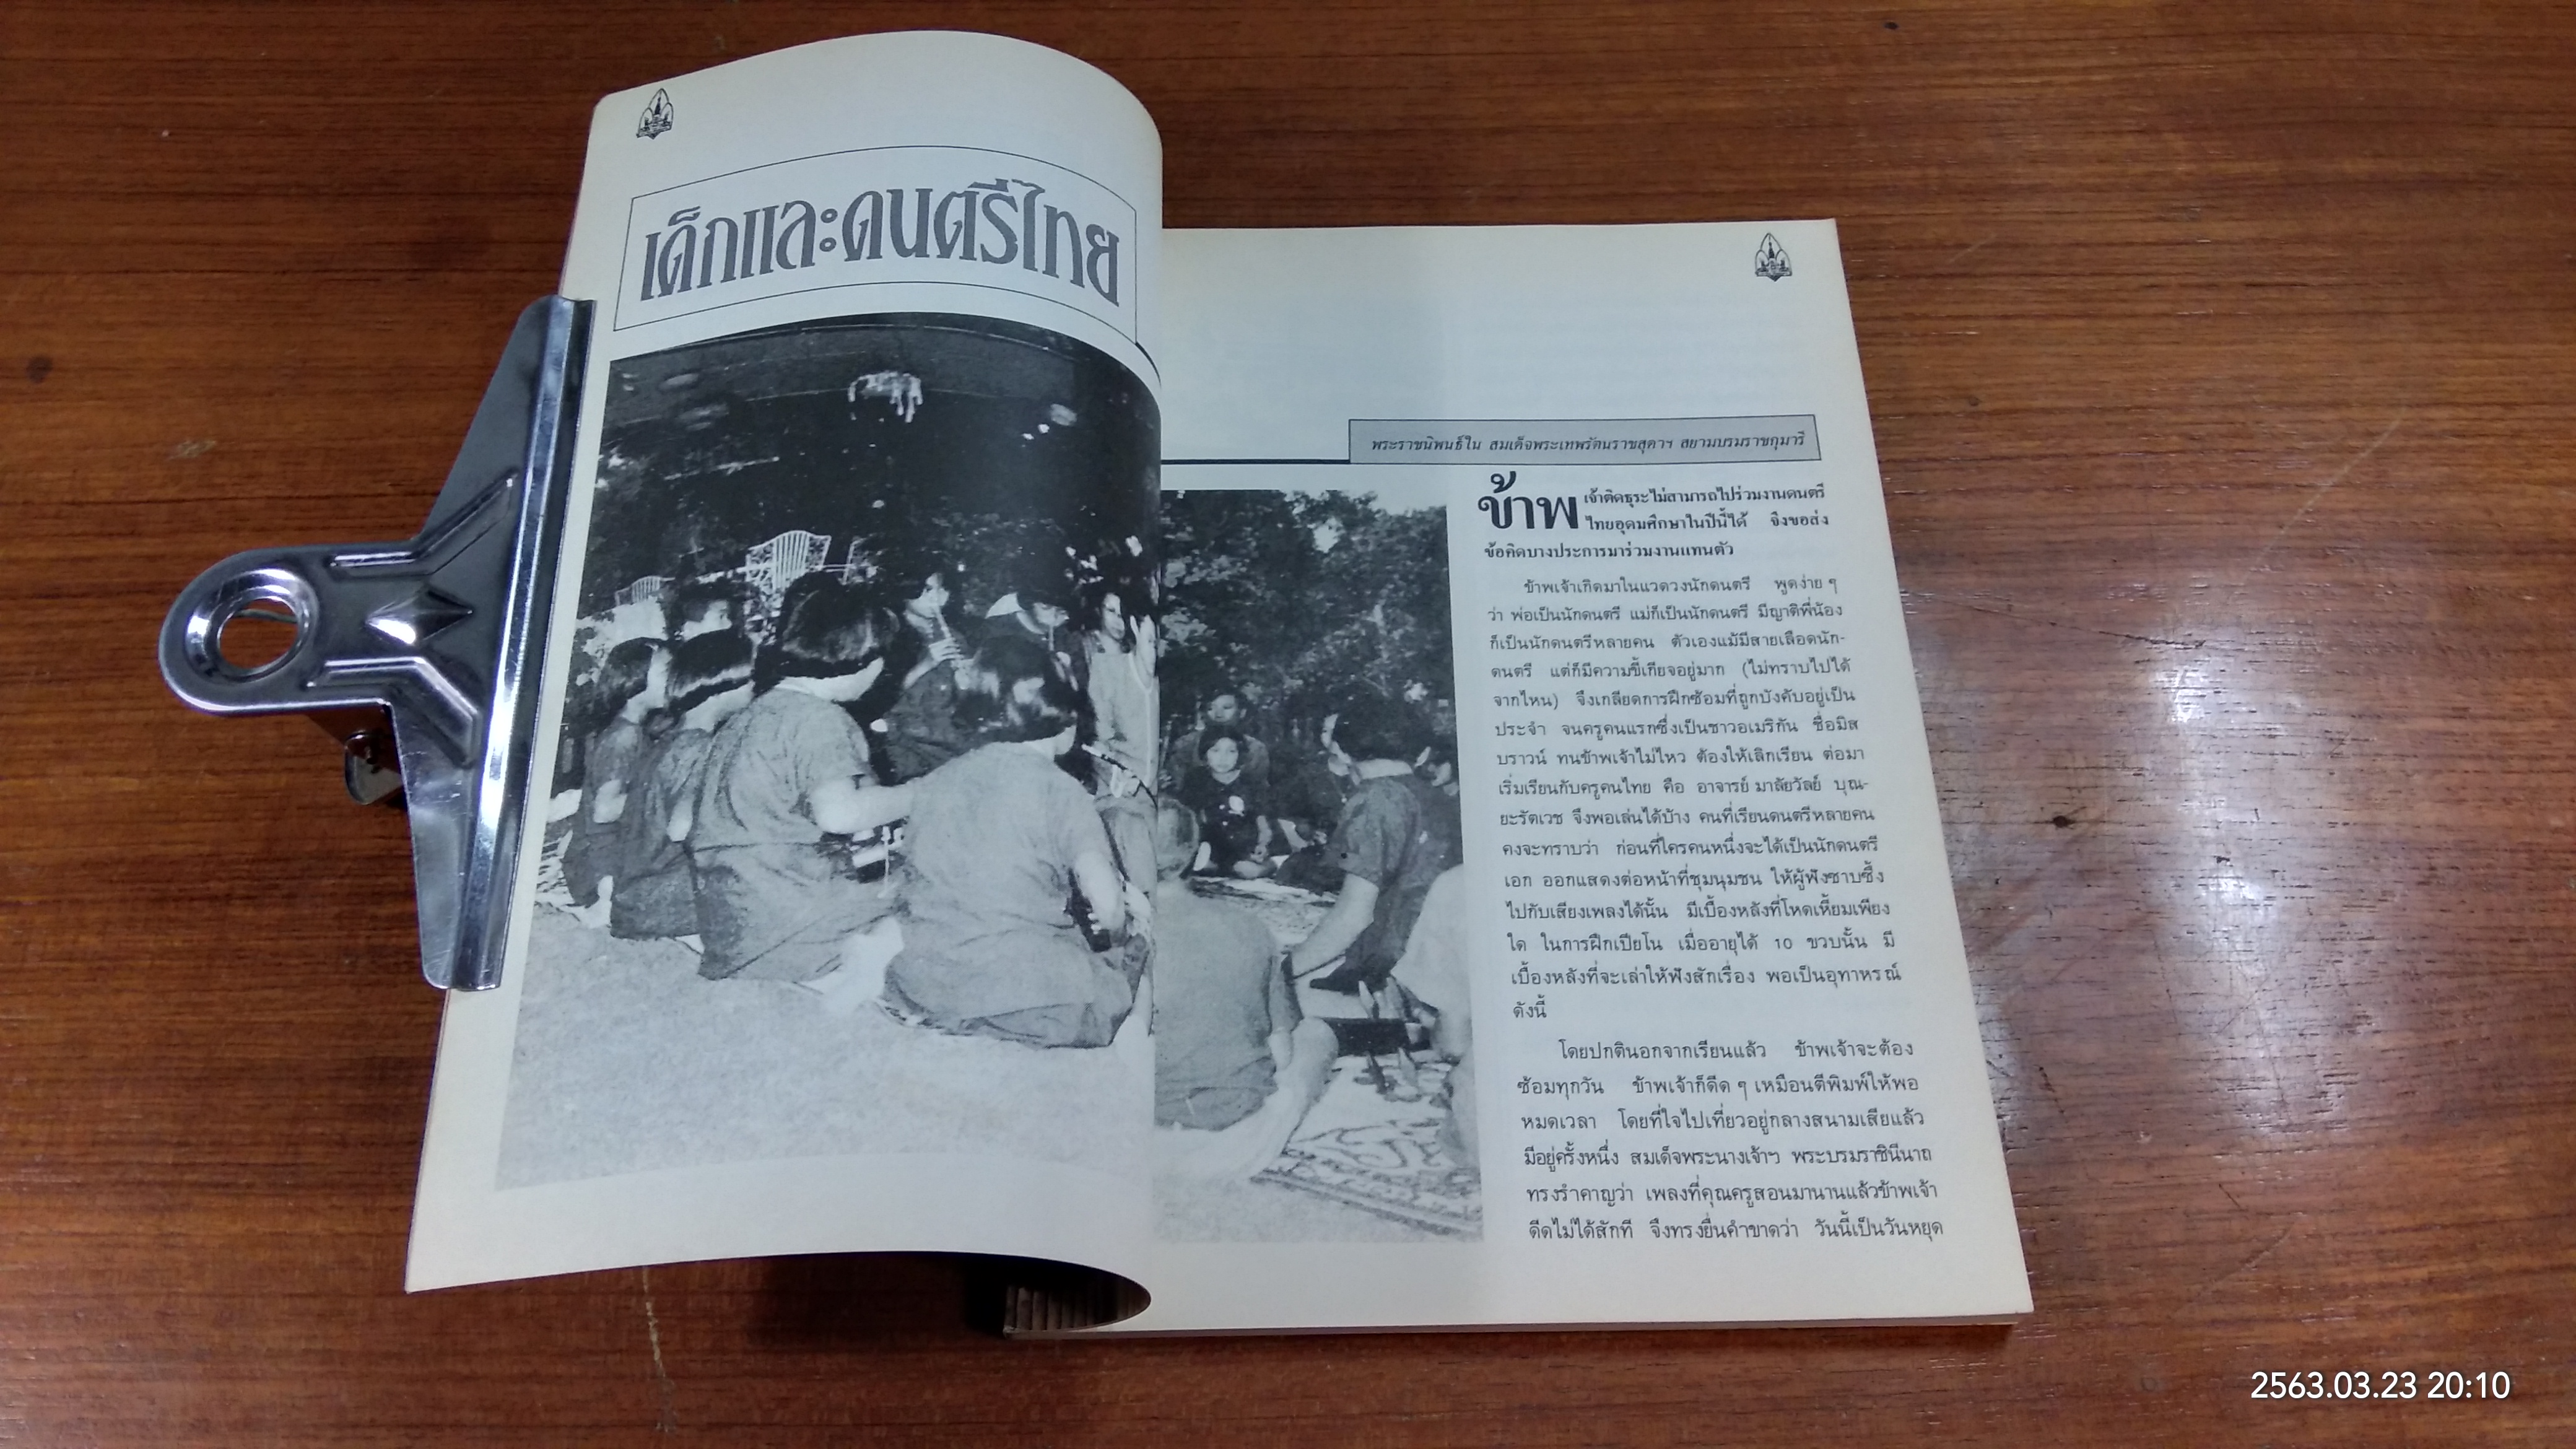 เด็กและดนตรีไทย
พระราชนิพนธ์ใน สมเด็จพระเทพรัตนราชสุดาฯ สยามบรมราชกุมารี
ข้าพเจ้าติดธุระไม่สามารถไปร่วมงานดนตรี
ไทยอุดมศึกษาในปีนี้ได้ จึงขอส่ง
ข้อคิดบางประการมาร่วมงานแทนตัว
ข้าพเจ้าเกิดมาในแวดวงนักดนตรี พูดง่าย ๆ
ว่า พ่อเป็นนักดนตรี แม่ก็เป็นนักดนตรี มีญาติพี่น้อง
ก็เป็นนักดนตรีหลายคน ตัวเองแม้มีสายเลือดนัก-
ดนตรี แต่ก็มีความขี้เกียจอยู่มาก (ไม่ทราบไปได้
จากไหน) จึงเกลียดการฝึกซ้อมที่ถูกบังคับอยู่เป็น
ประจำ จนครูคนแรกซึ่งเป็นชาวอเมริกัน ชื่อมิส
บราวน์ ทนข้าพเจ้าไม่ไหว ต้องให้เลิกเรียน ต่อมา
เริ่มเรียนกับครูคนไทย คือ อาจารย์ มาลัยวัลย์ บุณ-
ยะรัตเวช จึงพอเล่นได้บ้าง คนที่เรียนดนตรีหลายคน
คงจะทราบว่า ก่อนที่ใครคนหนึ่งจะได้เป็นนักดนตรี
เอก ออกแสดงต่อหน้าที่ชุมนุมชน ให้ผู้ฟังซาบซึ้ง
ไปกับเสียงเพลงได้นั้น มีเบื้องหลังที่โหดเหี้ยมเพียง
ใด ในการฝึกเปียโน เมื่ออายุได้ 10 ขวบนั้น มี
เบื้องหลังที่จะเล่าให้ฟังสักเรื่อง พอเป็นอุทาหรณ์
ดังนี้
โดยปกตินอกจากเรียนแล้ว ข้าพเจ้าจะต้อง
ซ้อมทุกวัน ข้าพเจ้าก็ดีด ๆ เหมือนตีพิมพ์ให้พอ
หมดเวลา โดยที่ใจไปเที่ยวอยู่กลางสนามเสียแล้ว
มีอยู่ครั้งหนึ่ง สมเด็จพระนางเจ้าฯ พระบรมราชินีนาถ
ทรงรำคาญว่า เพลงที่คุณครูสอนมานานแล้วข้าพเจ้า
ดีดไม่ได้สักที จึงทรงยื่นคำขาดว่า วันนี้เป็นวันหยุด
2563.03.23 20:10